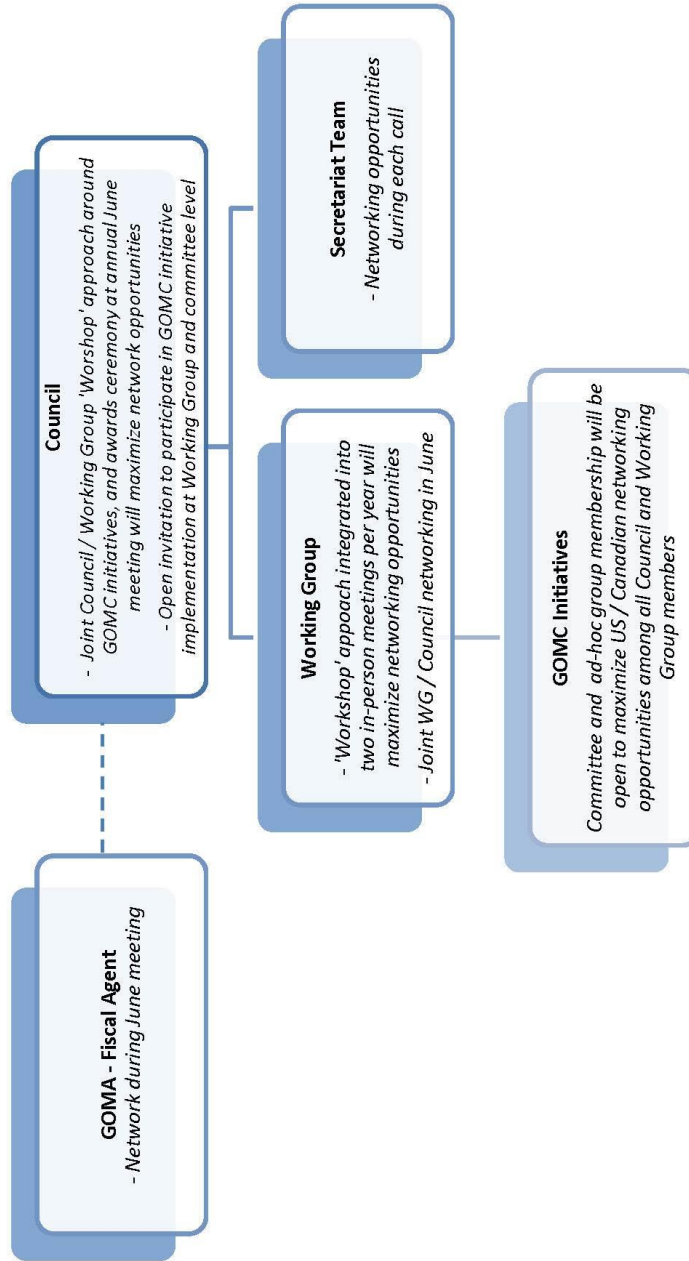 GOMA - Fiscal Agent
- Network during June meeting
Council
- Joint Council / Working Group 'Worshop' approach around
GOMC initiatives, and awards ceremony at annual June
meeting will maximize network opportunities
- Open invitation to participate in GOMC initiative
implementation at Working Group and committee level
Working Group
- 'Workshop' appoach integrated into
two in-person meetings per year will
maximize networking opportunities
- Joint WG / Council networking in June
Secretariat Team
- Networking opportunities
during each call
GOMC Initiatives
Committee and ad-hoc group membership will be
open to maximize US / Canadian networking
opportunities among all Council and Working
Group members